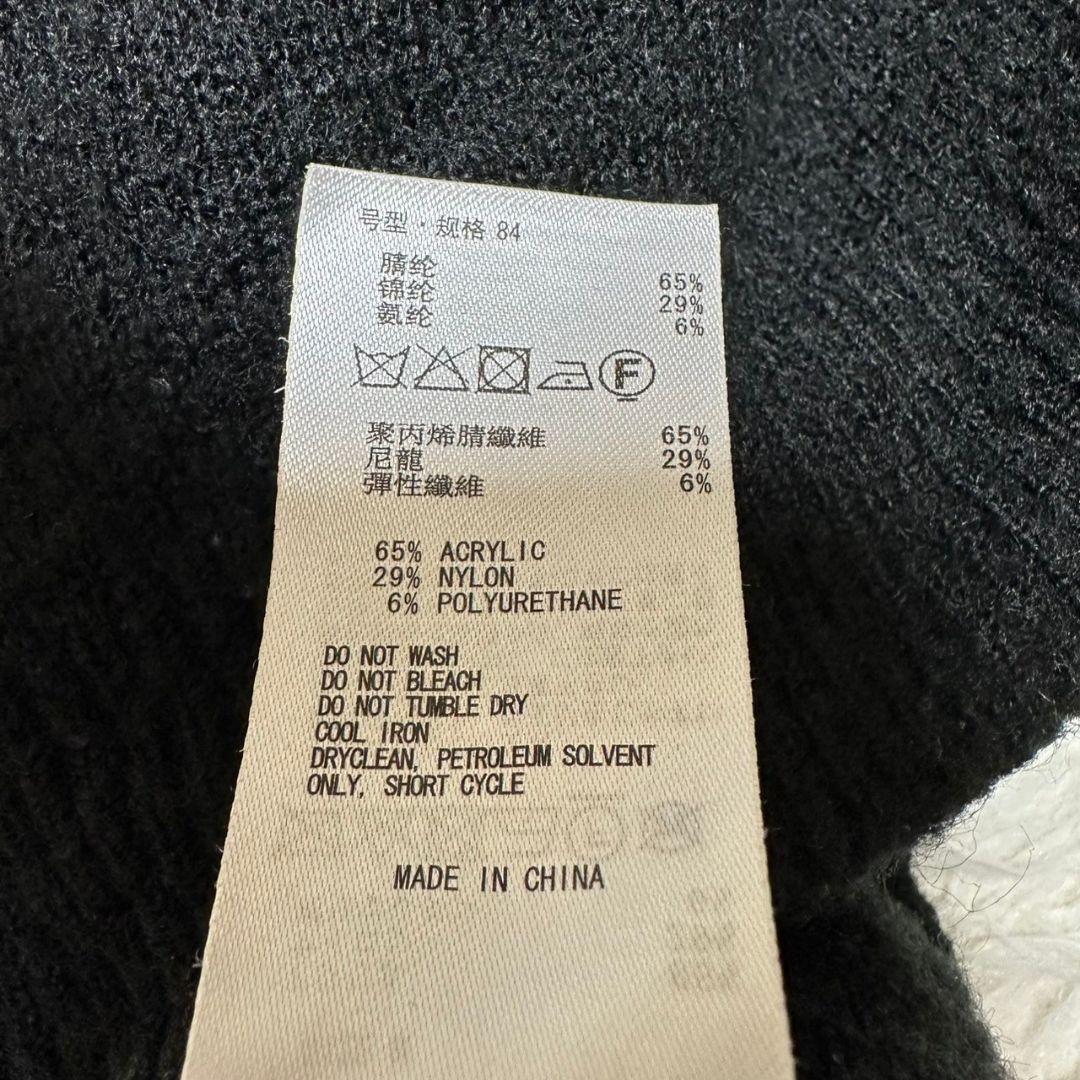 号型·规格 84
腈纶 65%
锦纶 29%
氨纶 6%
F
聚丙烯腈纖維 65%
尼龍 29%
彈性纖維 6%
65% ACRYLIC
29% NYLON
6% POLYURETHANE
DO NOT WASH
DO NOT BLEACH
DO NOT TUMBLE DRY
COOL IRON
DRYCLEAN, PETROLEUM SOLVENT
ONLY, SHORT CYCLE
MADE IN CHINA